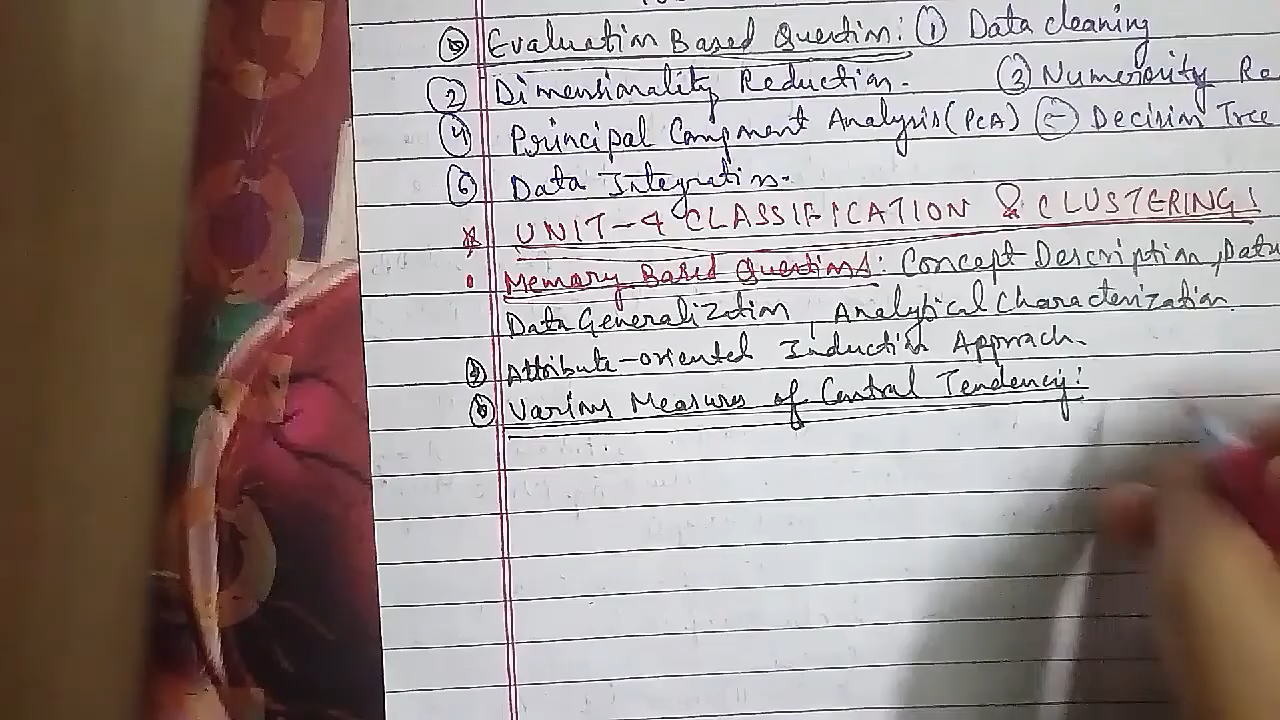 Evaluation Based Question: ① Data cleaning
② Dimensionality Reduction. ③ Numerosity Re
④ Principal Component Analysis (PCA) ⑤ Decision Tree
⑥ Data Integration.
* UNIT-4 CLASSIFICATION & CLUSTERING!
• Memory Based Questions: Concept Description, Data
Data Generalization, Analytical Characterization.
Attribute-oriented Induction Approach.
Various Measures of Central Tendency: